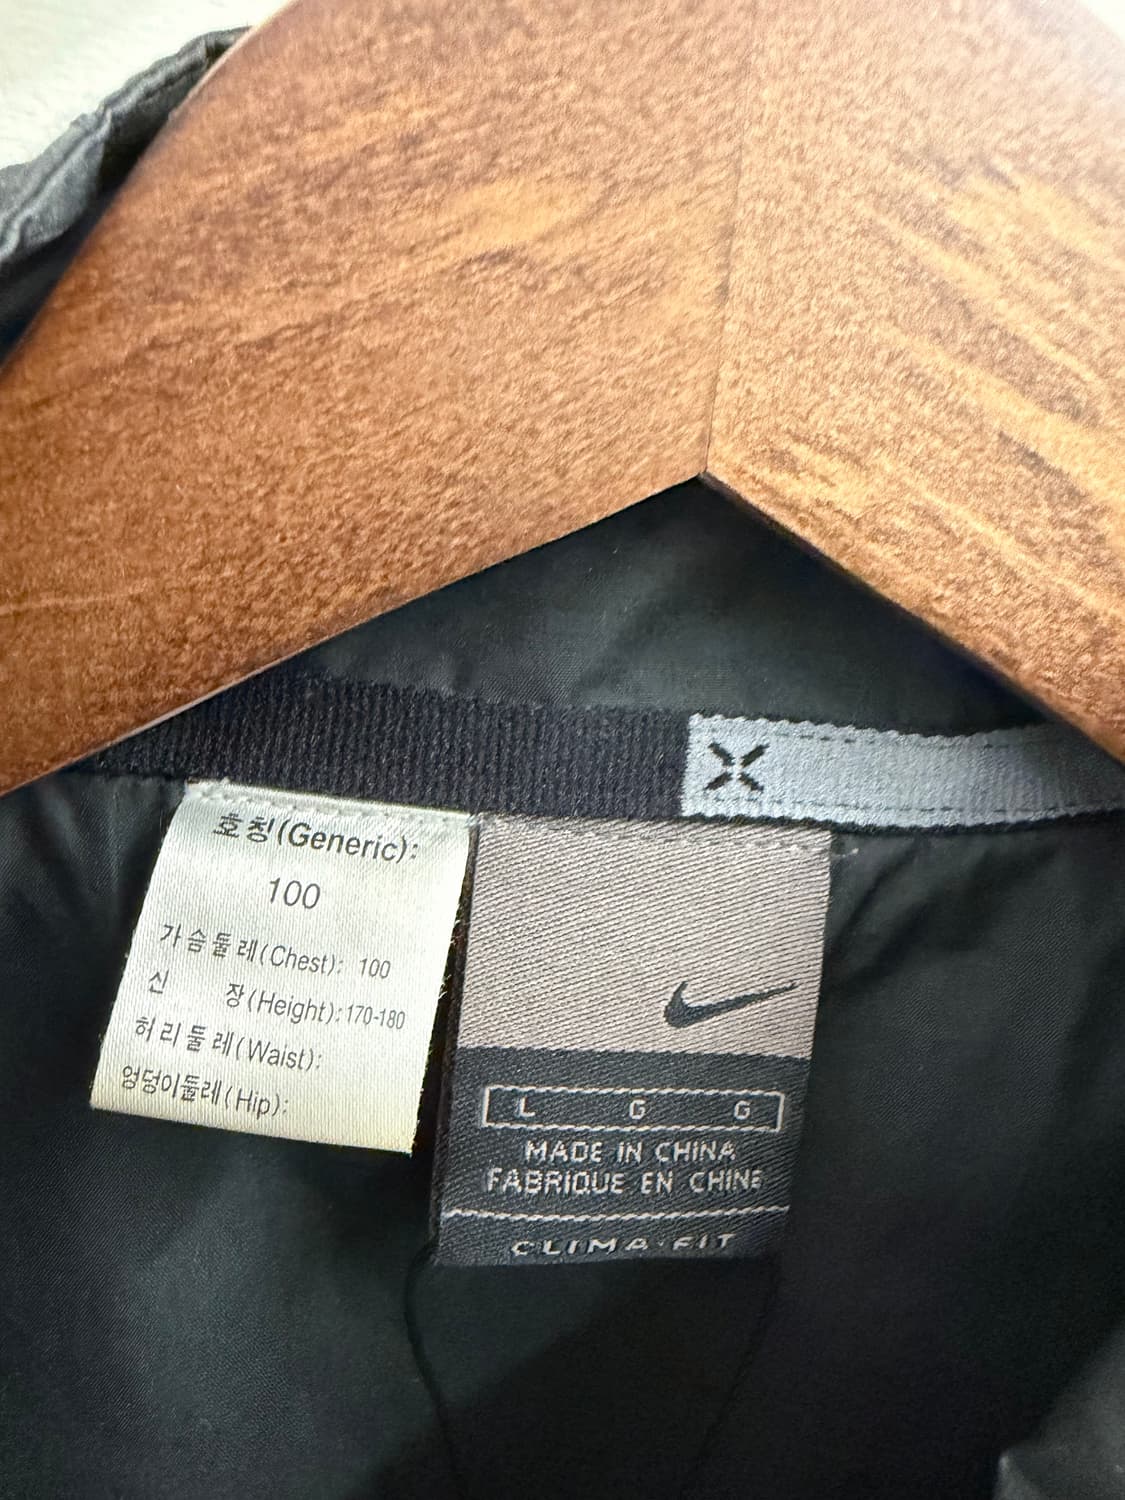 호칭(Generic):
100
가슴둘레(Chest): 100
신 장(Height):170-180
허리둘레(Waist):
엉덩이둘레(Hip):
L G G
MADE IN CHINA
FABRIQUE EN CHINE
CLIMA-FIT